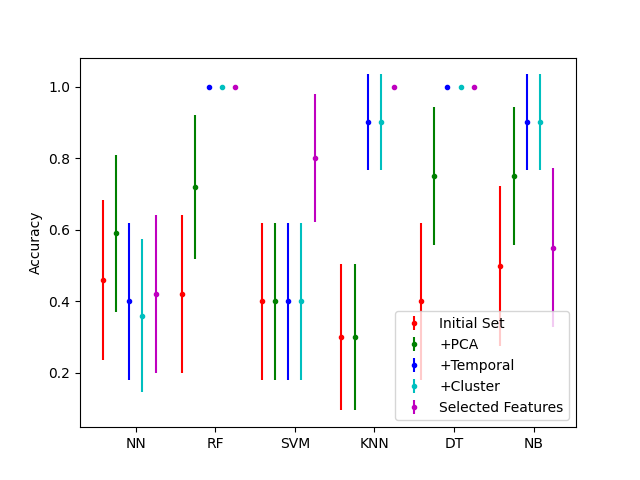 1.0
0.8
0.6
0.4
0.2
Accuracy
Initial Set
+PCA
+Temporal
+Cluster
Selected Features
NN RF SVM KNN DT NB